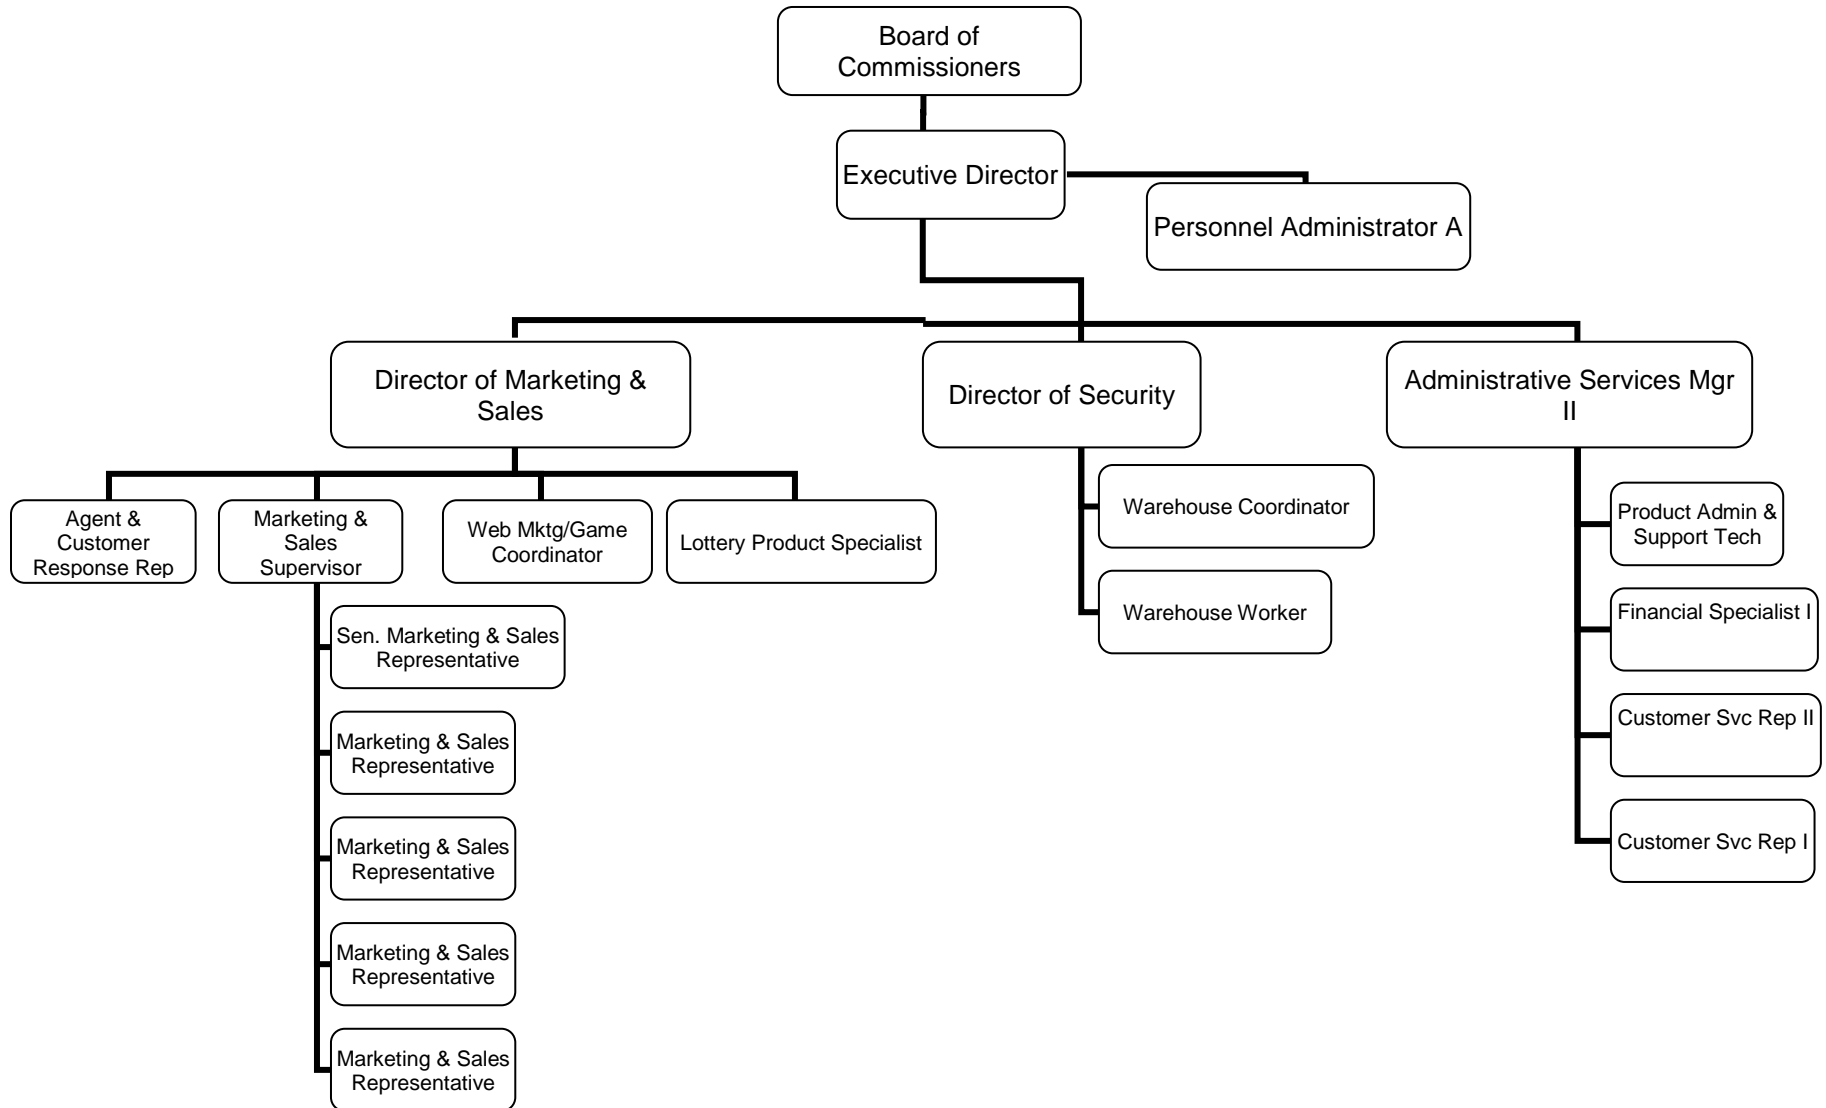 Board of
Commissioners
Executive Director
Personnel Administrator A
Director of Marketing &
Sales
Director of Security
Administrative Services Mgr
II
Agent &
Customer
Response Rep
Marketing &
Sales
Supervisor
Web Mktg/Game
Coordinator
Lottery Product Specialist
Sen. Marketing & Sales
Representative
Marketing & Sales
Representative
Marketing & Sales
Representative
Marketing & Sales
Representative
Marketing & Sales
Representative
Warehouse Coordinator
Warehouse Worker
Product Admin &
Support Tech
Financial Specialist I
Customer Svc Rep II
Customer Svc Rep I